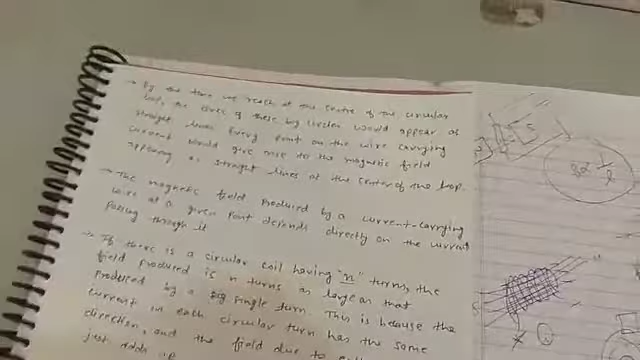 → By the time we reach at the centre of the circular
loop, the arcs of these big circles would appear as
straight lines. Every point on the wire carrying
current would give rise to the magnetic field
appearing as straight lines at the center of the loop.
→ The magnetic field produced by a current-carrying
wire at a given point depends directly on the current
passing through it
→ If there is a circular coil having "n" turns, the
field produced is n turns as large as that
produced by a single turn. This is because the
current in each circular turn has the same
direction, and the field due to
just adds up